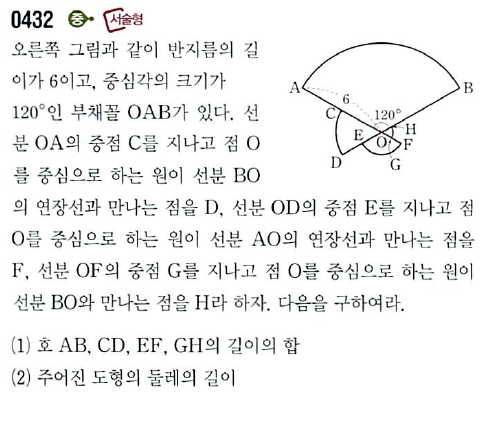 0432 중 서술형
오른쪽 그림과 같이 반지름의 길
이가 6이고, 중심각의 크기가
120°인 부채꼴 OAB가 있다. 선
분 OA의 중점 C를 지나고 점 O
를 중심으로 하는 원이 선분 BO
의 연장선과 만나는 점을 D, 선분 OD의 중점 E를 지나고 점
O를 중심으로 하는 원이 선분 AO의 연장선과 만나는 점을
F, 선분 OF의 중점 G를 지나고 점 O를 중심으로 하는 원이
선분 BO와 만나는 점을 H라 하자. 다음을 구하여라.
(1) 호 AB, CD, EF, GH의 길이의 합
(2) 주어진 도형의 둘레의 길이
A
B
6
C
120°
H
E
O
F
D
G